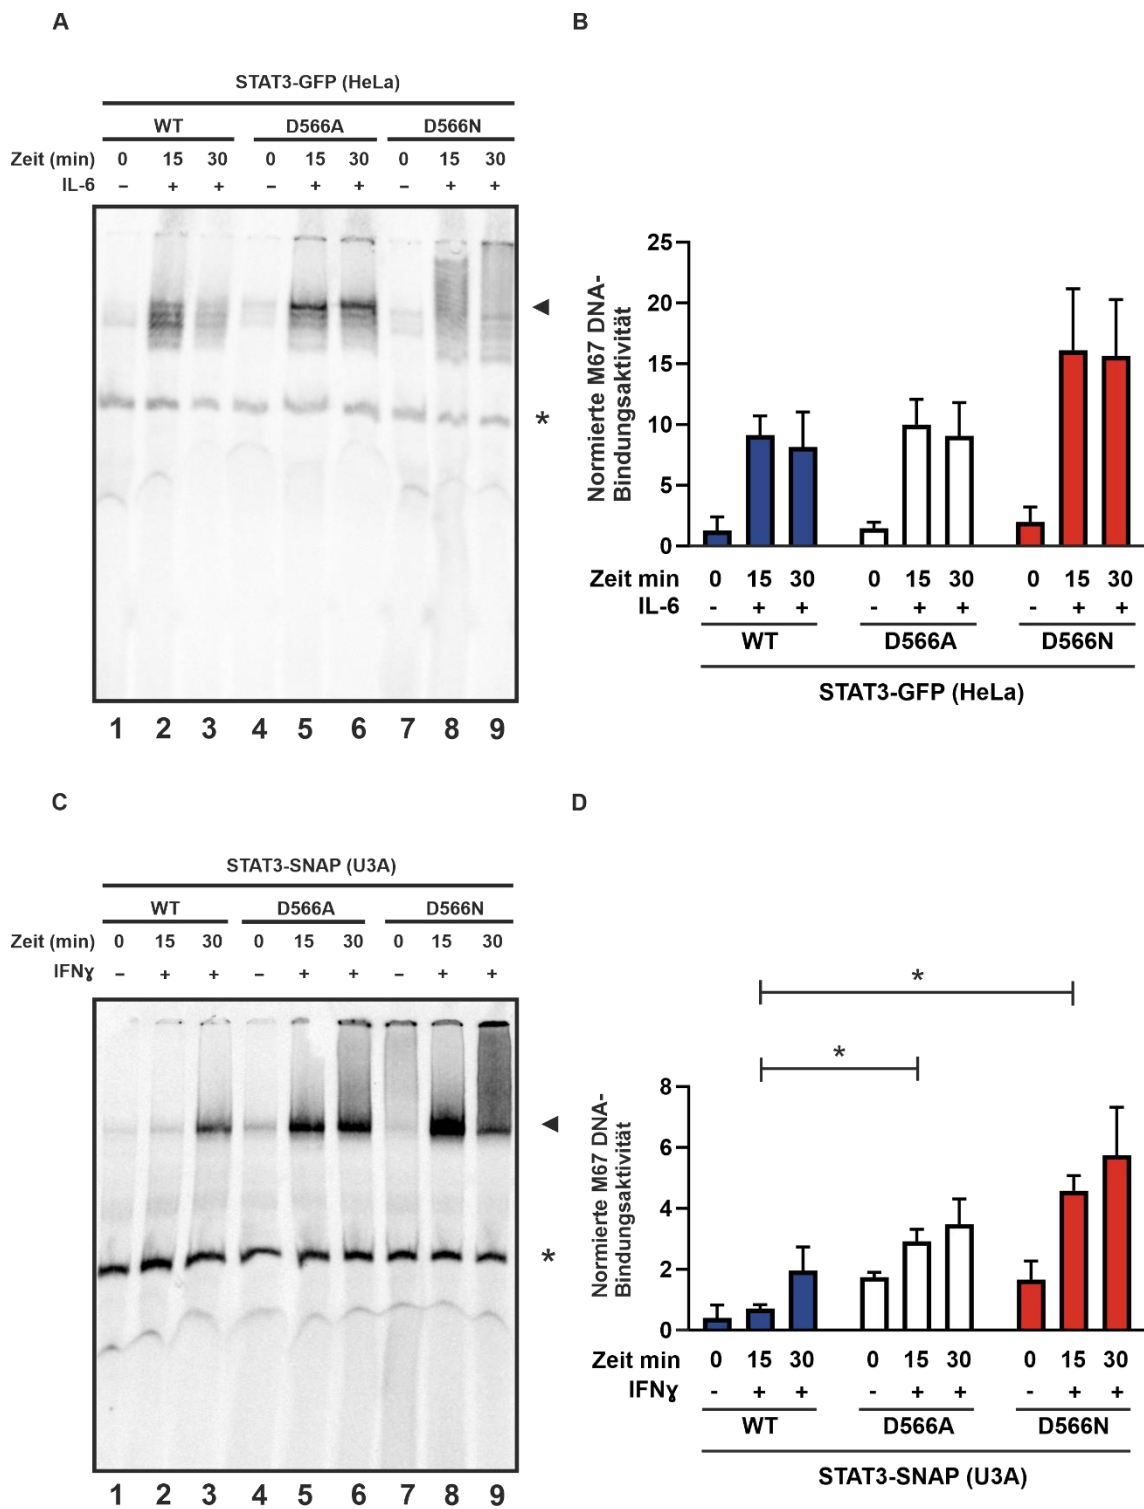 A
STAT3-GFP (HeLa)
WT D566A D566N
Zeit (min) 0 15 30 0 15 30 0 15 30
IL-6 – + + – + + – + +
*
1 2 3 4 5 6 7 8 9
B
Normierte M67 DNA-
Bindungsaktivität
25
20
15
10
5
0
Zeit min 0 15 30 0 15 30 0 15 30
IL-6 - + + - + + - + +
WT D566A D566N
STAT3-GFP (HeLa)
C
STAT3-SNAP (U3A)
WT D566A D566N
Zeit (min) 0 15 30 0 15 30 0 15 30
IFNɣ – + + – + + – + +
*
1 2 3 4 5 6 7 8 9
D
*
*
Normierte M67 DNA-
Bindungsaktivität
8
6
4
2
0
Zeit min 0 15 30 0 15 30 0 15 30
IFNɣ - + + - + + - + +
WT D566A D566N
STAT3-SNAP (U3A)